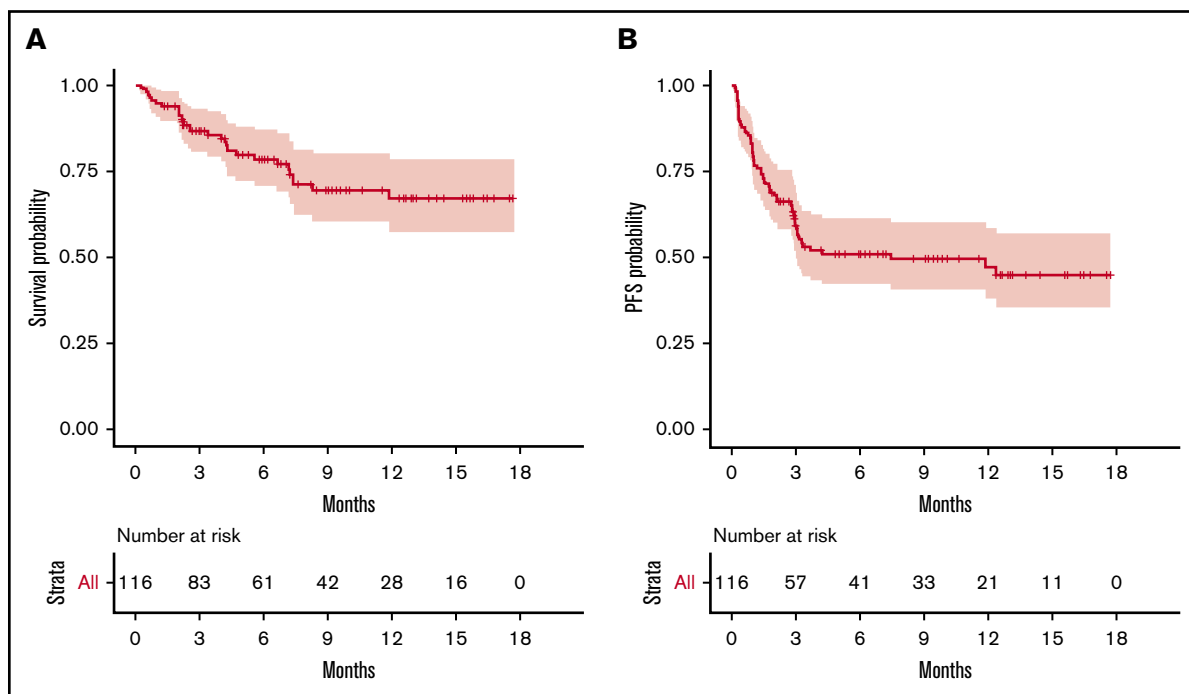 A
Survival probability
1.00
0.75
0.50
0.25
0.00
0 3 6 9 12 15 18
Months
Number at risk
Strata
All 116 83 61 42 28 16 0
0 3 6 9 12 15 18
Months
B
PFS probability
1.00
0.75
0.50
0.25
0.00
0 3 6 9 12 15 18
Months
Number at risk
Strata
All 116 57 41 33 21 11 0
0 3 6 9 12 15 18
Months